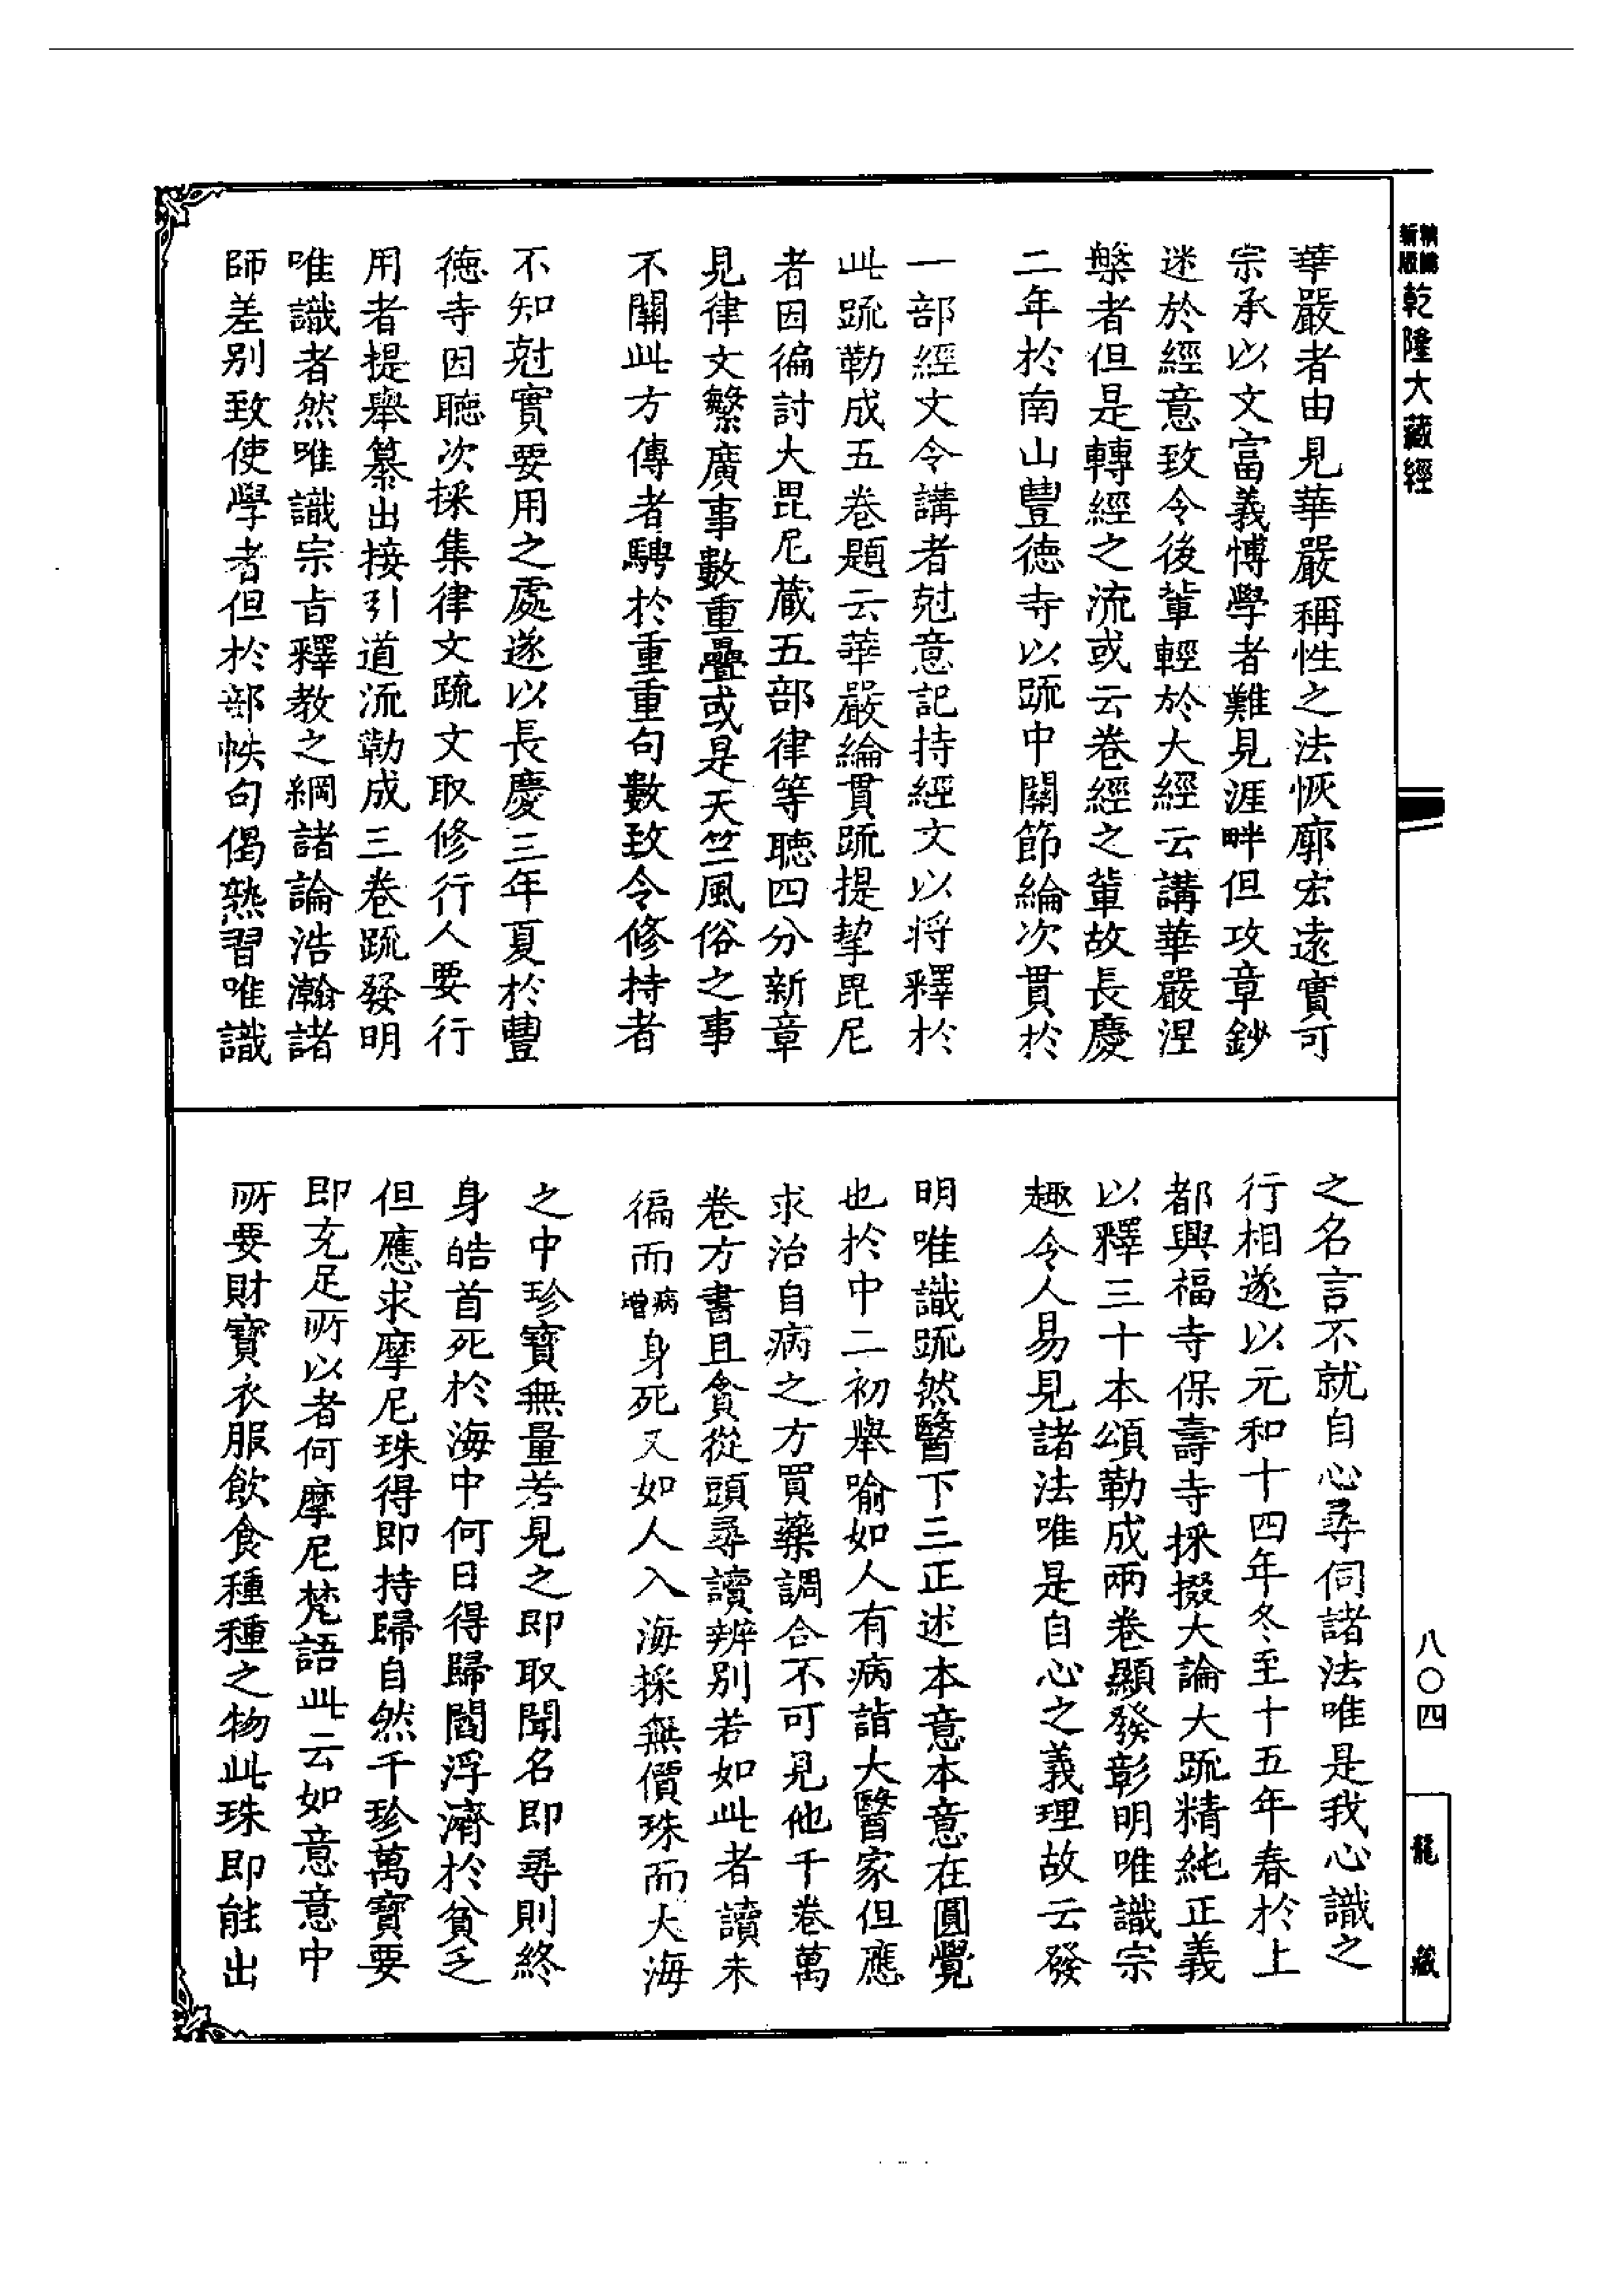 新編
縮版
乾隆大藏經
華嚴者由見華嚴稱性之法恢廓宏遠實可
宗承以文富義博學者難見涯畔但攻章鈔
迷於經意致令後輩輕於大經云講華嚴涅
槃者但是轉經之流或云卷經之輩故長慶
二年於南山豐德寺以䟽中關節綸次貫於
一部經文令講者尅意記持經文以將釋於
此䟽勒成五卷題云華嚴綸貫䟽提挈毘尼
者因徧討大毘尼藏五部律等聽四分新章
見律文繁廣事數重疊或是天竺風俗之事
不關此方傳者騁於重重句數致令修持者
不知尅實要用之處遂以長慶三年夏於豐
德寺因聽次採集律文䟽文取修行人要行
用者提舉纂出接引道流勒成三卷䟽發明
唯識者然唯識宗旨釋教之綱諸論浩瀚諸
師差別致使學者但於部帙句偈熟習唯識
之名言不就自心尋伺諸法唯是我心識之
行相遂以元和十四年冬至十五年春於上
都興福寺保壽寺採掇大論大䟽精純正義
以釋三十本頌勒成兩卷顯發彰明唯識宗
趣令人易見諸法唯是自心之義理故云發
明唯識䟽然醫下三正述本意本意在圓覺
也於中二初舉喻如人有病詣大醫家但應
求治自病之方買藥調合不可見他千卷萬
卷方書且貪從頭尋讀辨別若如此者讀未
徧而病增身死又如人入海採無價珠而大海
之中珍寶無量若見之即取聞名即尋則終
身皓首死於海中何日得歸閻浮濟於貧乏
但應求摩尼珠得即持歸自然千珍萬寶要
即充足所以者何摩尼梵語此云如意意中
所要財寶衣服飲食種種之物此珠即能出
八〇四
龍藏